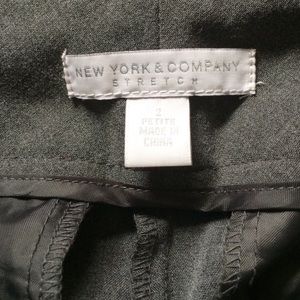 NEW YORK & COMPANY
STRETCH
2
PETITE
MADE IN
CHINA